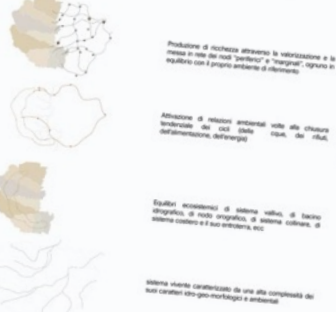 Produzione di ricchezza attraverso la valorizzazione e la
messa in rete dei nodi "periferici" e "marginali", ognuno in
equilibrio con il proprio ambiente di riferimento
Attivazione di relazioni ambientali volte alla chiusura
tendenziale dei cicli (delle cque, dei rifiuti,
dell'alimentazione, dell'energia)
Equilibri ecosistemici di sistema vallivo, di bacino
idrografico, di nodo orografico, di sistema collinare, di
sistema costiero e il suo entroterra, ecc
sistema vivente caratterizzato da una alta complessità dei
suoi caratteri idro-geo-morfologici e ambientali